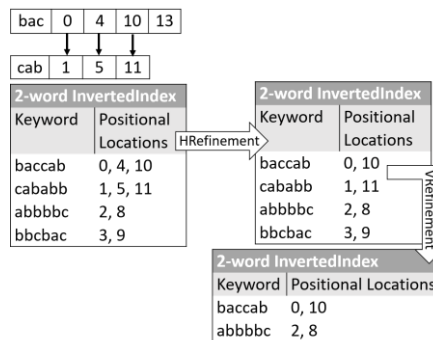 bac 0 4 10 13
cab 1 5 11
2-word InvertedIndex
Keyword Positional Locations
baccab 0, 4, 10
cababb 1, 5, 11
abbbbc 2, 8
bbcbac 3, 9
HRefinement
2-word InvertedIndex
Keyword Positional Locations
baccab 0, 10
cababb 1, 11
abbbbc 2, 8
bbcbac 3, 9
VRefinement
2-word InvertedIndex
Keyword Positional Locations
baccab 0, 10
abbbbc 2, 8